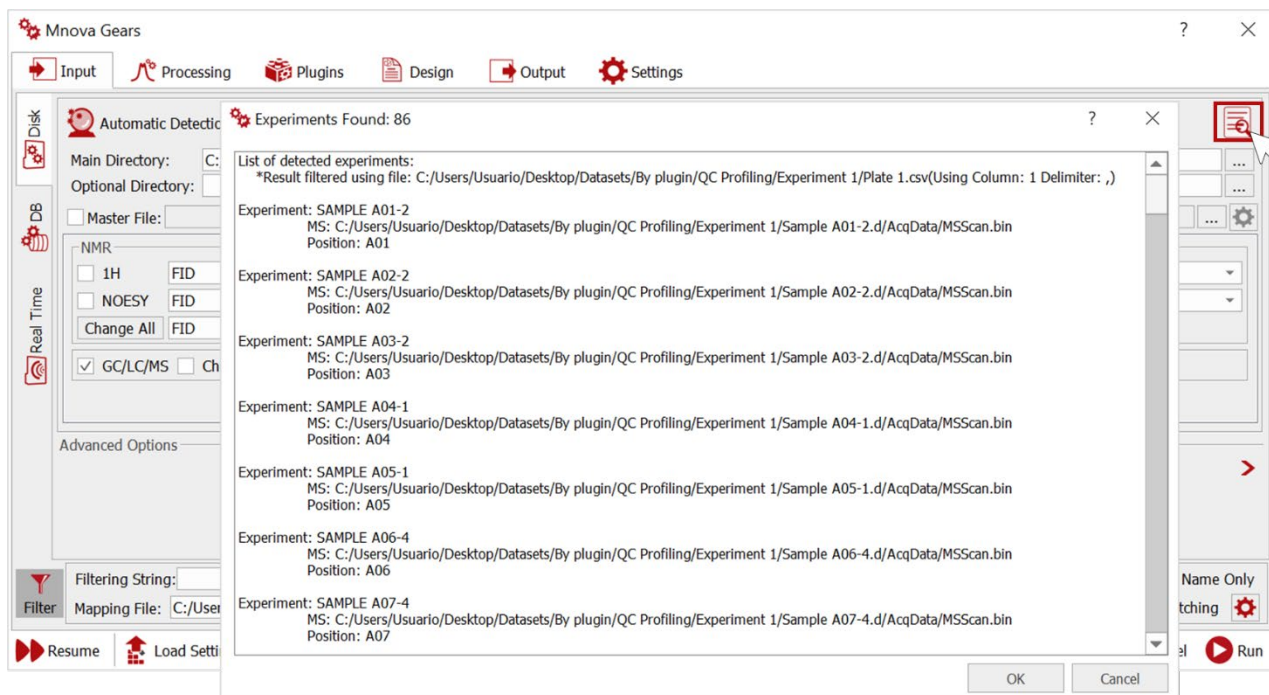 Mnova Gears
?
Input Processing Plugins Design Output Settings
Disk
DB
Real Time
Automatic
Main Directory: C:
Optional Directory:
Master File:
...
...
...
NMR
1H FID
NOESY FID
Change All FID
GC/LC/MS
Advanced Options
Filter
Filtering String:
Name Only
Mapping File: C:/User
Resume
Load
Run
Experiments Found: 86
?
List of detected experiments:
*Result filtered using file: C:/Users/Usuario/Desktop/Datasets/By plugin/QC Profiling/Experiment 1/Plate 1.csv(Using Column: 1 Delimiter: ,)
Experiment: SAMPLE A01-2
MS: C:/Users/Usuario/Desktop/Datasets/By plugin/QC Profiling/Experiment 1/Sample A01-2.d/AcqData/MSScan.bin
Position: A01
Experiment: SAMPLE A02-2
MS: C:/Users/Usuario/Desktop/Datasets/By plugin/QC Profiling/Experiment 1/Sample A02-2.d/AcqData/MSScan.bin
Position: A02
Experiment: SAMPLE A03-2
MS: C:/Users/Usuario/Desktop/Datasets/By plugin/QC Profiling/Experiment 1/Sample A03-2.d/AcqData/MSScan.bin
Position: A03
Experiment: SAMPLE A04-1
MS: C:/Users/Usuario/Desktop/Datasets/By plugin/QC Profiling/Experiment 1/Sample A04-1.d/AcqData/MSScan.bin
Position: A04
Experiment: SAMPLE A05-1
MS: C:/Users/Usuario/Desktop/Datasets/By plugin/QC Profiling/Experiment 1/Sample A05-1.d/AcqData/MSScan.bin
Position: A05
Experiment: SAMPLE A06-4
MS: C:/Users/Usuario/Desktop/Datasets/By plugin/QC Profiling/Experiment 1/Sample A06-4.d/AcqData/MSScan.bin
Position: A06
Experiment: SAMPLE A07-4
MS: C:/Users/Usuario/Desktop/Datasets/By plugin/QC Profiling/Experiment 1/Sample A07-4.d/AcqData/MSScan.bin
Position: A07
OK Cancel